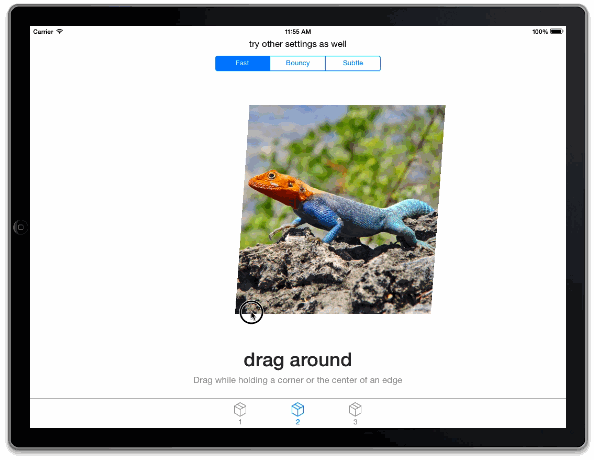 Carrier 11:55 AM 100%
try other settings as well
Fast Bouncy Subtle
drag around
Drag while holding a corner or the center of an edge
1 2 3